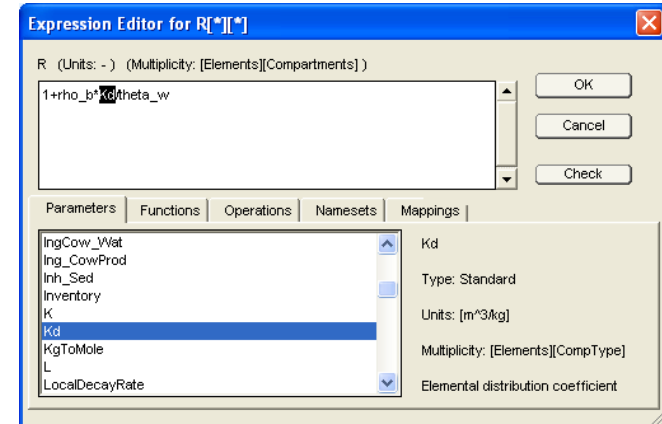 Expression Editor for R[*][*]
R (Units: - ) (Multiplicity: [Elements][Compartments] )
1+rho_b*Kd/theta_w
OK
Cancel
Check
Parameters
Functions
Operations
Namesets
Mappings
IngCow_Wat
Ing_CowProd
Inh_Sed
Inventory
K
Kd
KgToMole
L
LocalDecayRate
Kd
Type: Standard
Units: [m^3/kg]
Multiplicity: [Elements][CompType]
Elemental distribution coefficient